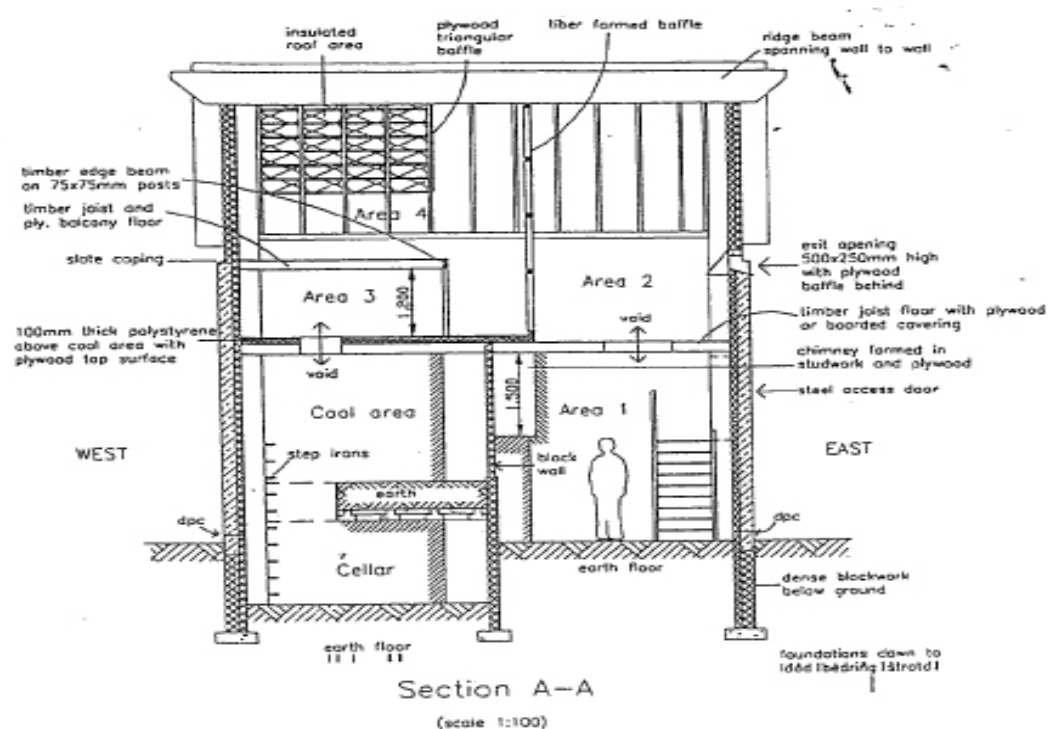 insulated
roof area
plywood
triangular
baffle
fiber formed baffle
ridge beam
spanning wall to wall
timber edge beam
on 75x75mm posts
timber joist and
ply. balcony floor
slate coping
Area 4
Area 3
1,200
Area 2
exit opening
500x250mm high
with plywood
baffle behind
100mm thick polystyrene
above cool area with
plywood top surface
void
void
timber joist floor with plywood
or boarded covering
chimney formed in
studwork and plywood
steel access door
Cool area
1,500
Area 1
WEST
EAST
step irons
block
wall
earth
dpc
dpc
Cellar
earth floor
dense blockwork
below ground
earth floor
foundations down to
Section A-A
(scale 1:100)